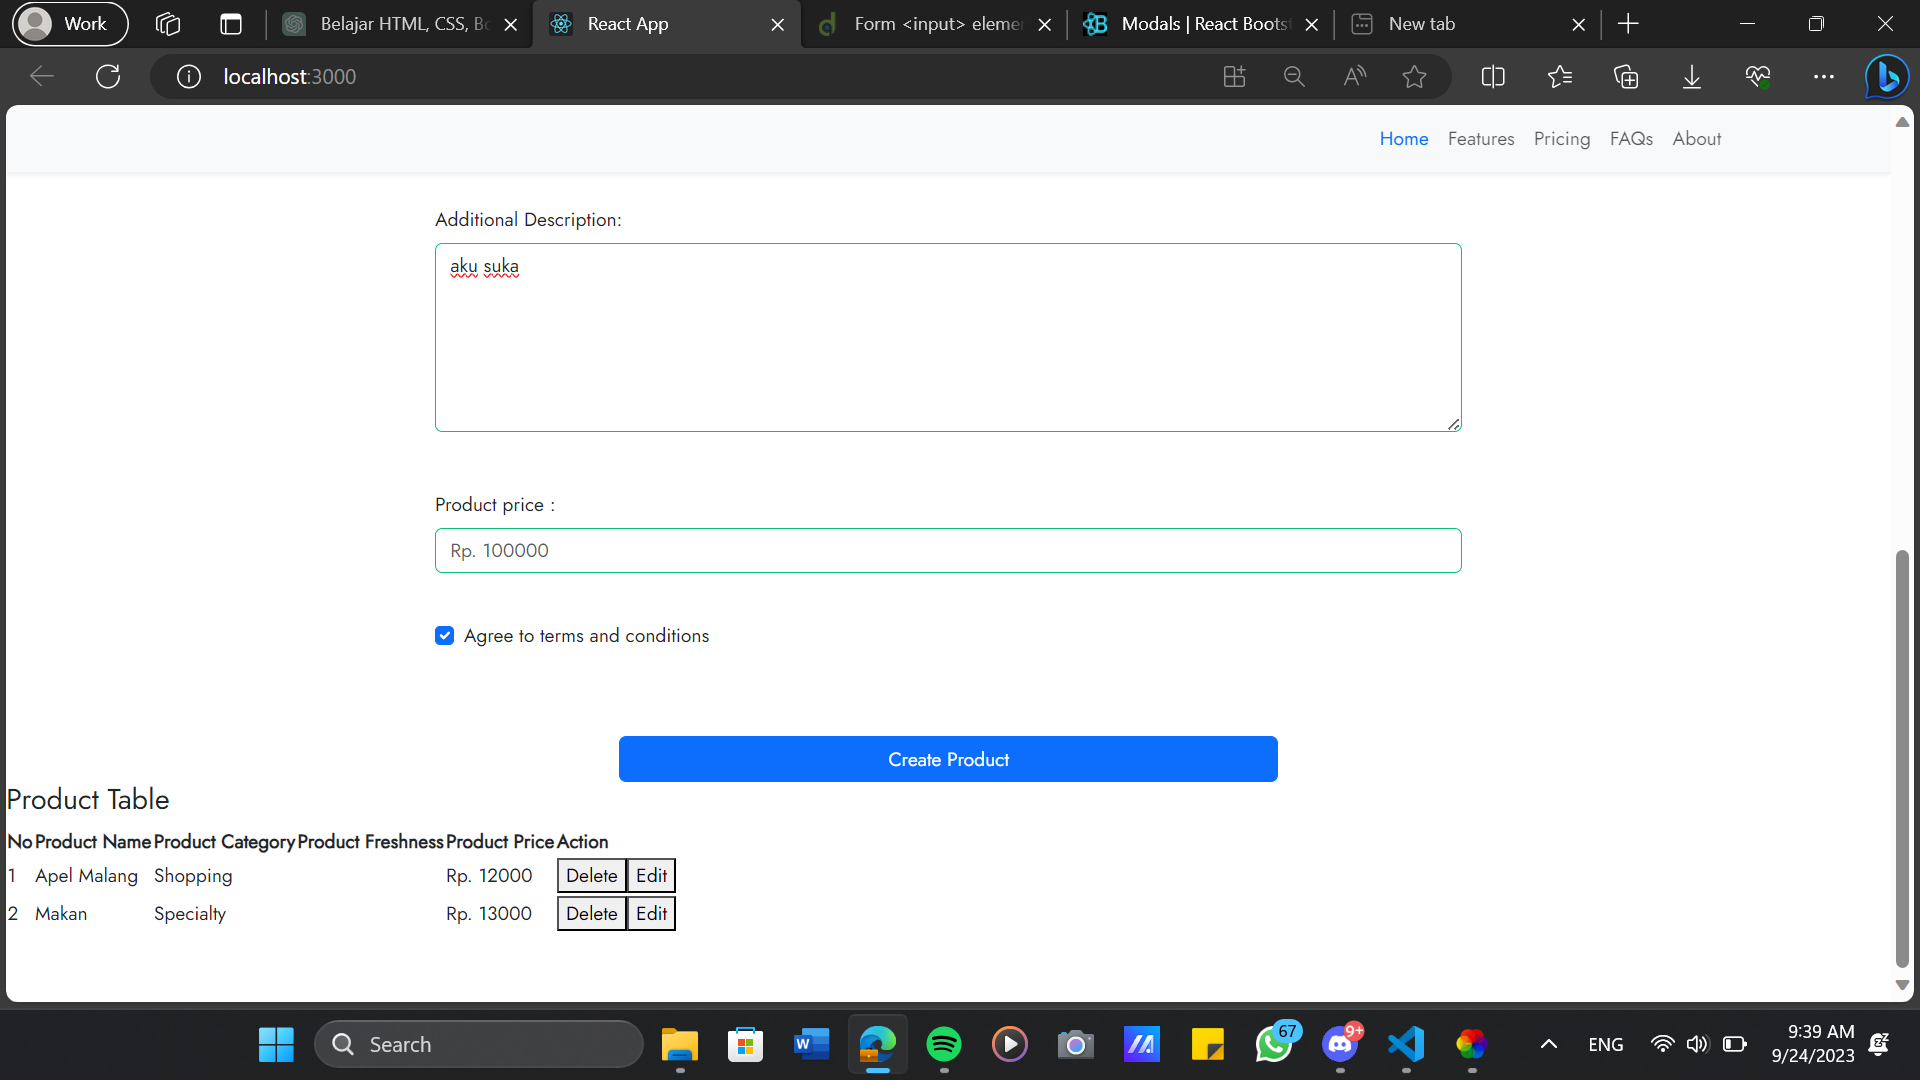 Work
Belajar HTML, CSS, Bo
React App
Form <input> elemen
Modals | React Bootst
New tab
localhost:3000
Home Features Pricing FAQs About
Additional Description:
aku suka
Product price :
Rp. 100000
Agree to terms and conditions
Create Product
Product Table
No Product Name Product Category Product Freshness Product Price Action
1 Apel Malang Shopping Rp. 12000 Delete Edit
2 Makan Specialty Rp. 13000 Delete Edit
Search
67
9+
ENG
9:39 AM
9/24/2023